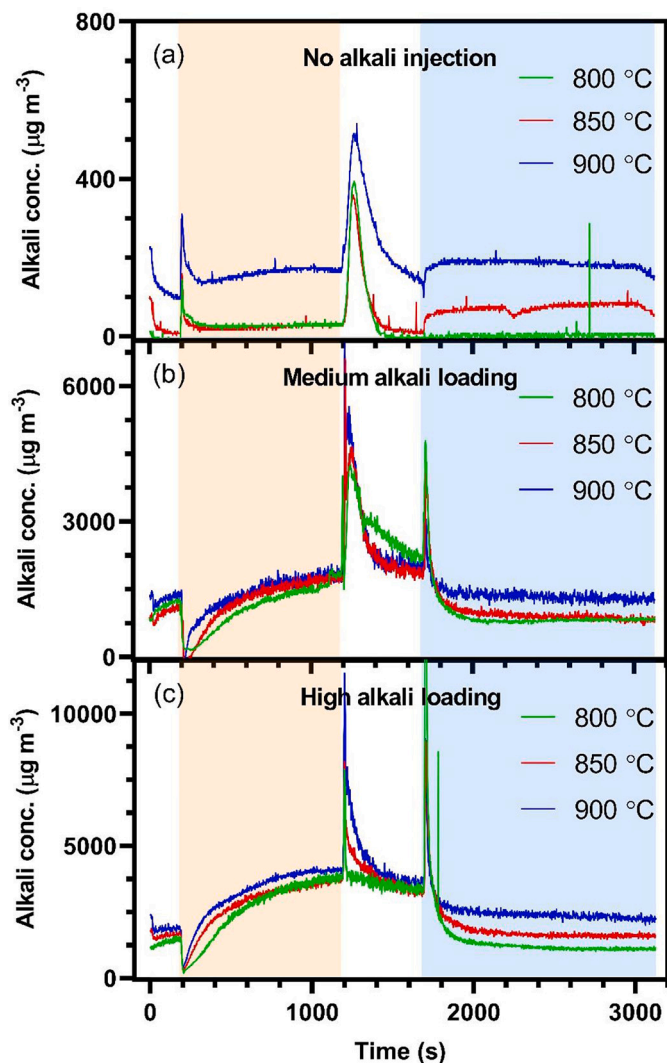 800
(a)
No alkali injection
800 °C
850 °C
900 °C
400
0
Alkali conc. (µg m⁻³)
(b)
Medium alkali loading
800 °C
850 °C
900 °C
6000
3000
0
Alkali conc. (µg m⁻³)
(c)
High alkali loading
800 °C
850 °C
900 °C
10000
5000
0
Alkali conc. (µg m⁻³)
0 1000 2000 3000
Time (s)